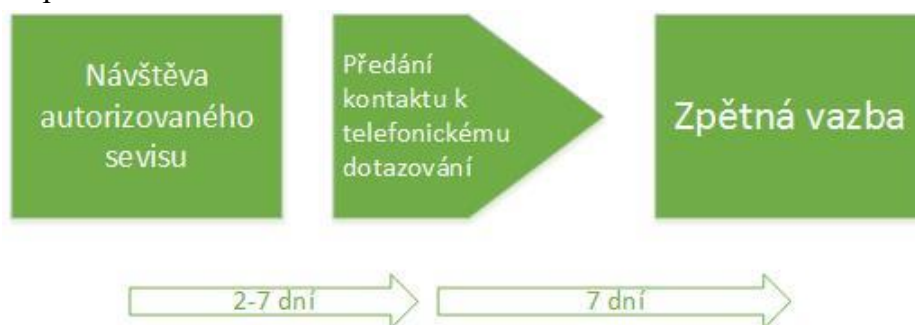 Návštěva
autorizovaného
sevisu
Předání
kontaktu k
telefonickému
dotazování
Zpětná vazba
2-7 dní
7 dní